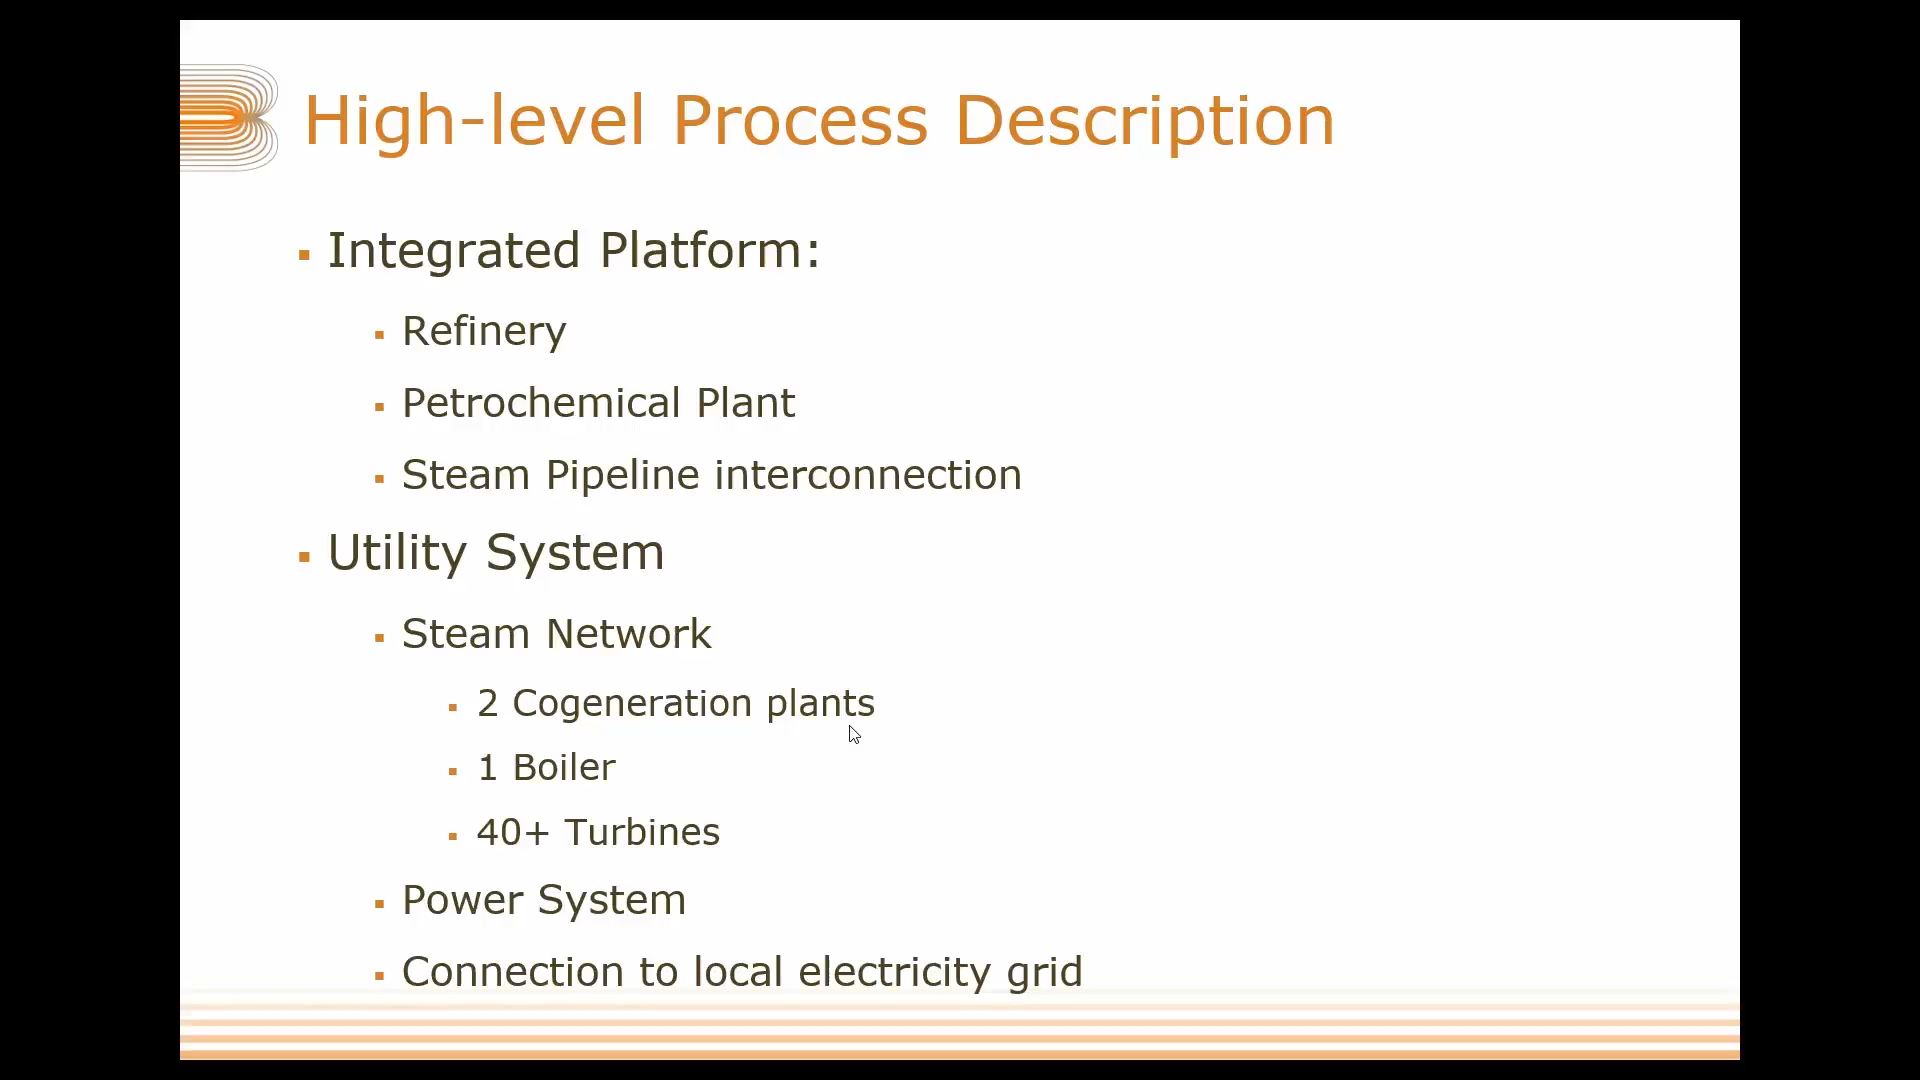 High-level Process Description
Integrated Platform:
Refinery
Petrochemical Plant
Steam Pipeline interconnection
Utility System
Steam Network
2 Cogeneration plants
1 Boiler
40+ Turbines
Power System
Connection to local electricity grid